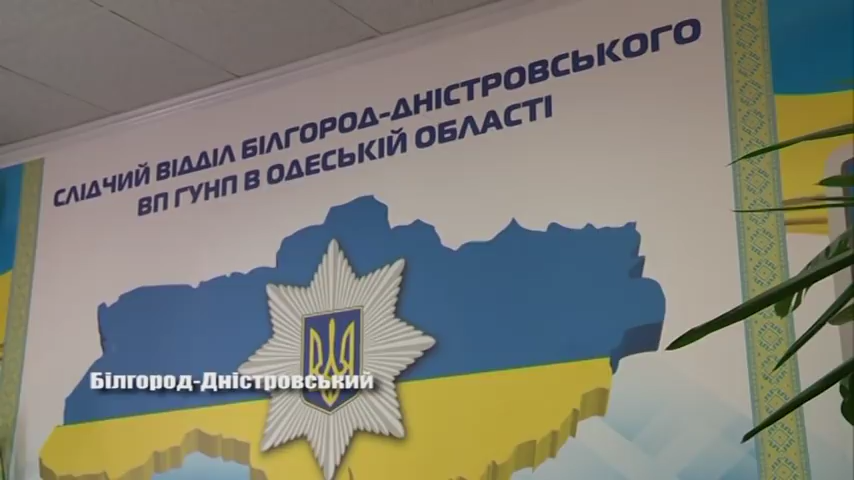 СЛІДЧИЙ ВІДДІЛ БІЛГОРОД-ДНІСТРОВСЬКОГО
ВП ГУНП В ОДЕСЬКІЙ ОБЛАСТІ
Білгород-Дністровський